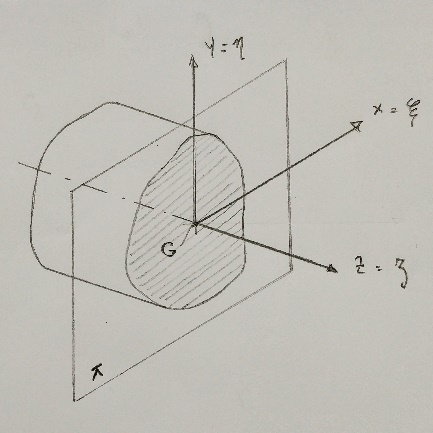 y = η
x = ξ
G
z = ζ
π